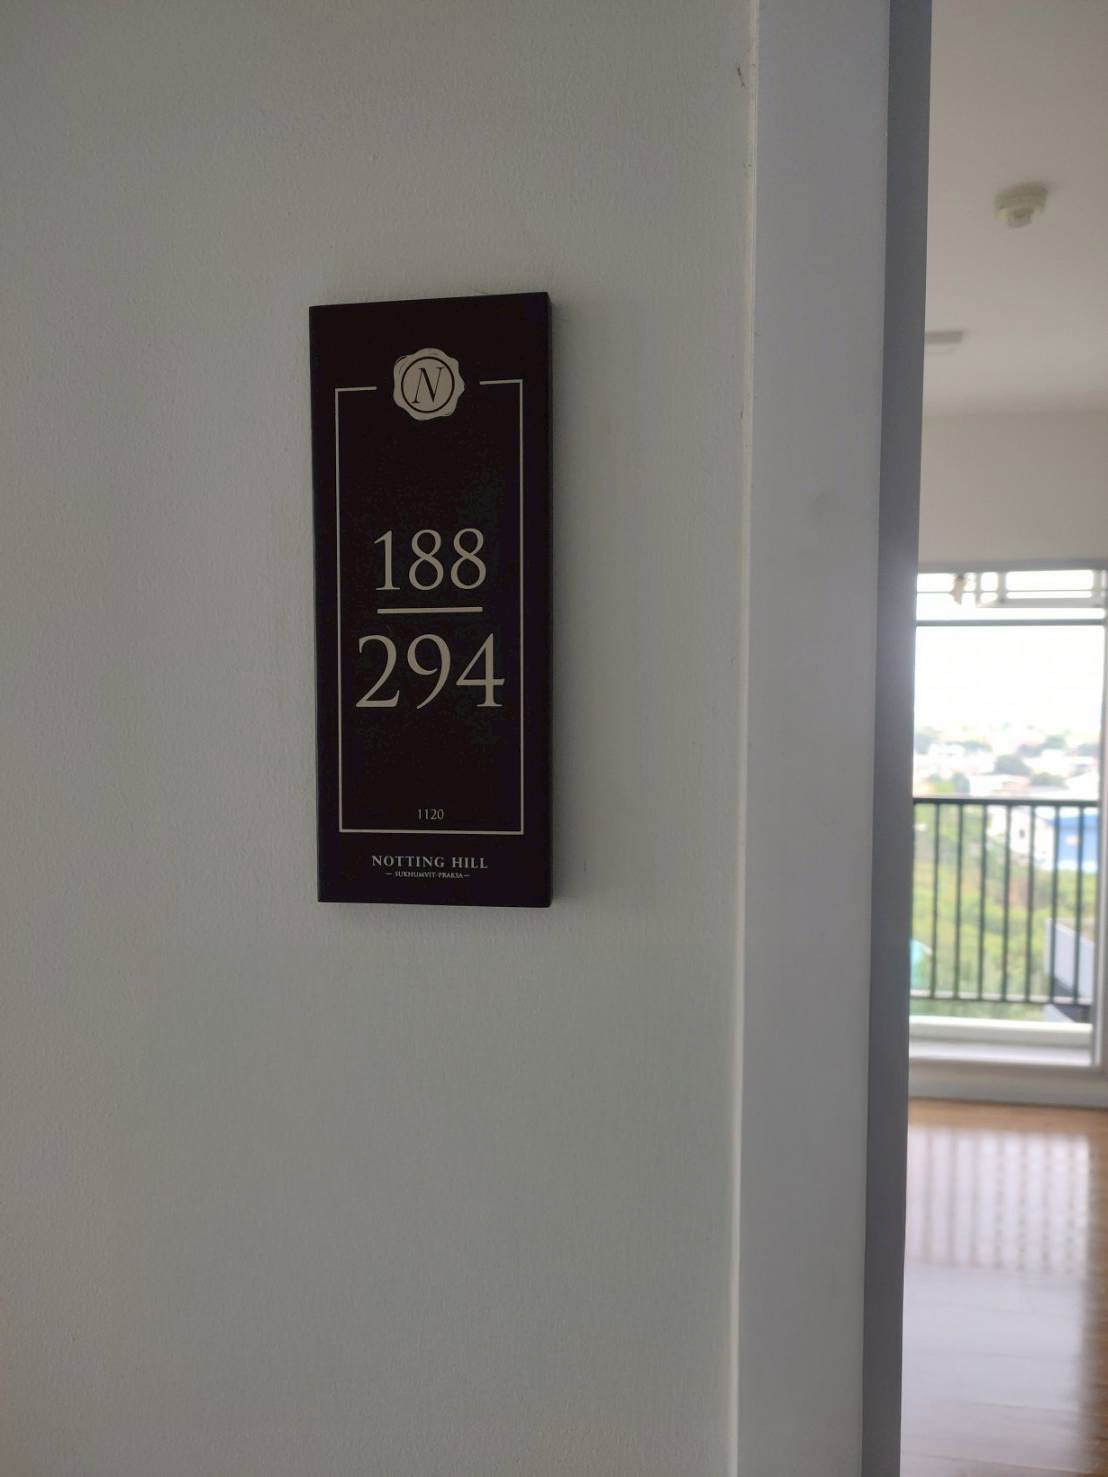 N
188
294
1120
NOTTING HILL
— SUKHUMVIT-PRAKSA —